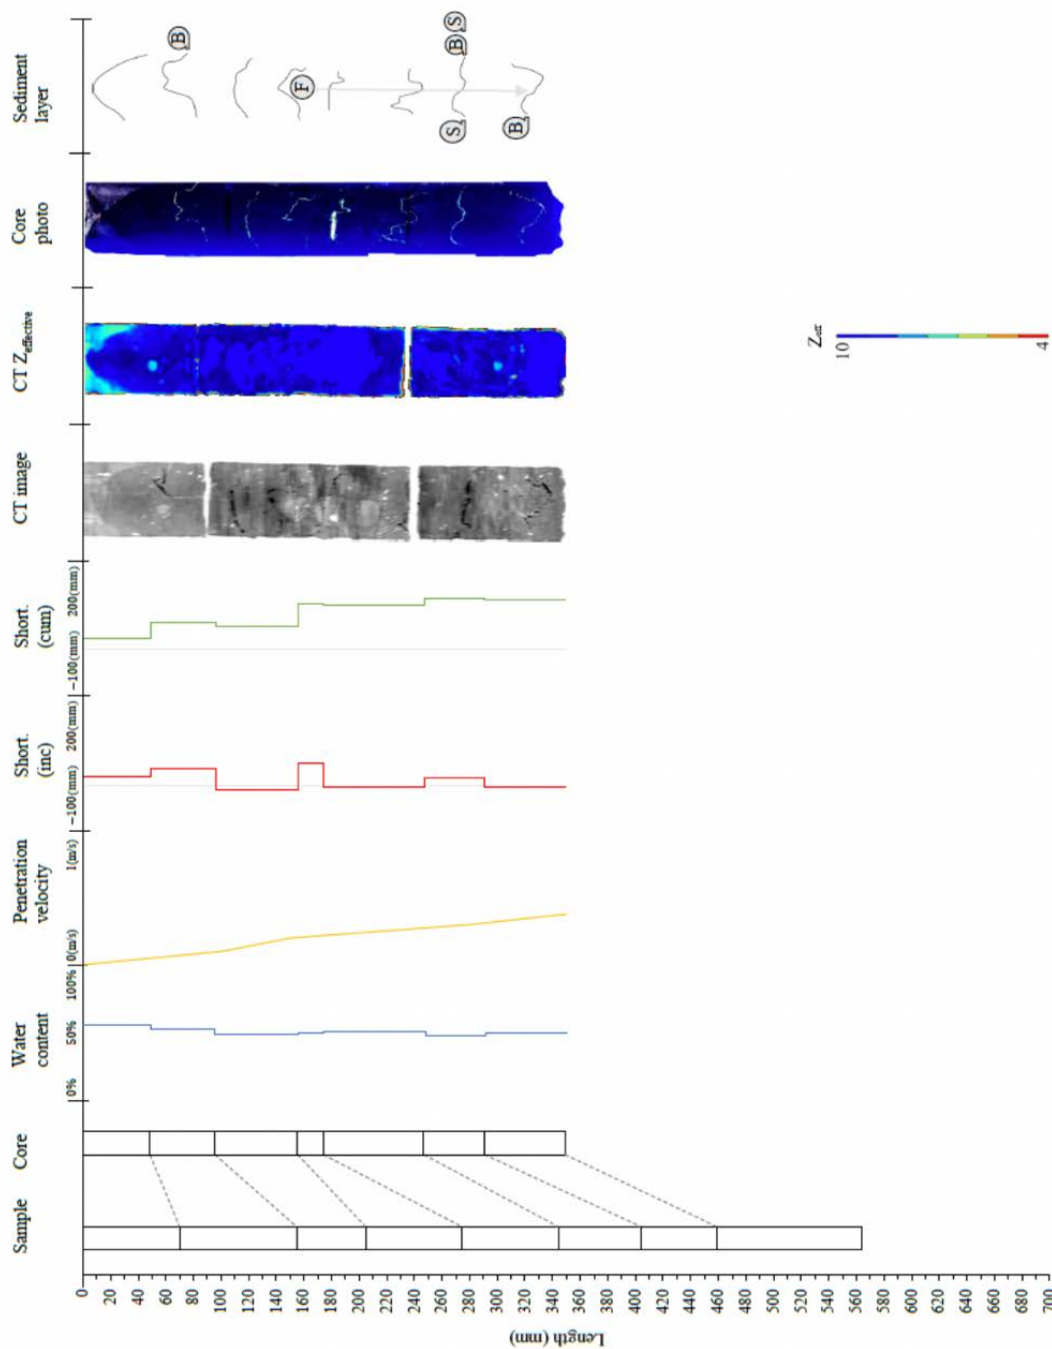 Sample
Core
Water
content
Penetration
velocity
Short.
(inc)
Short.
(cum)
CT image
CT Zeffective
Core
photo
Sediment
layer
0%
50%
100%
0(m/s)
1(m/s)
−100(mm)
200(mm)
−100(mm)
200(mm)
B
F
S
B
S
B
Zeff
10
4
0
20
40
60
80
100
120
140
160
180
200
220
240
260
280
300
320
340
360
380
400
420
440
460
480
500
520
540
560
580
600
620
640
660
680
700
Length (mm)